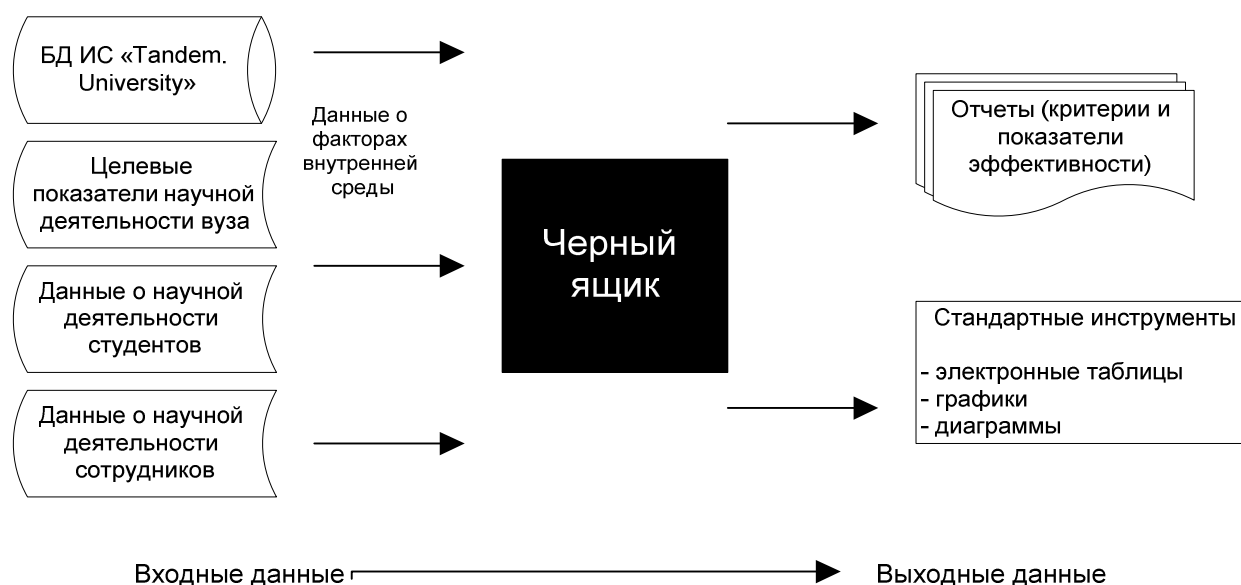 БД ИС «Tandem.
University»
Целевые
показатели научной
деятельности вуза
Данные о научной
деятельности
студентов
Данные о научной
деятельности
сотрудников
Данные о
факторах
внутренней
среды
Черный
ящик
Отчеты (критерии и
показатели
эффективности)
Стандартные инструменты
- электронные таблицы
- графики
- диаграммы
Входные данные
Выходные данные